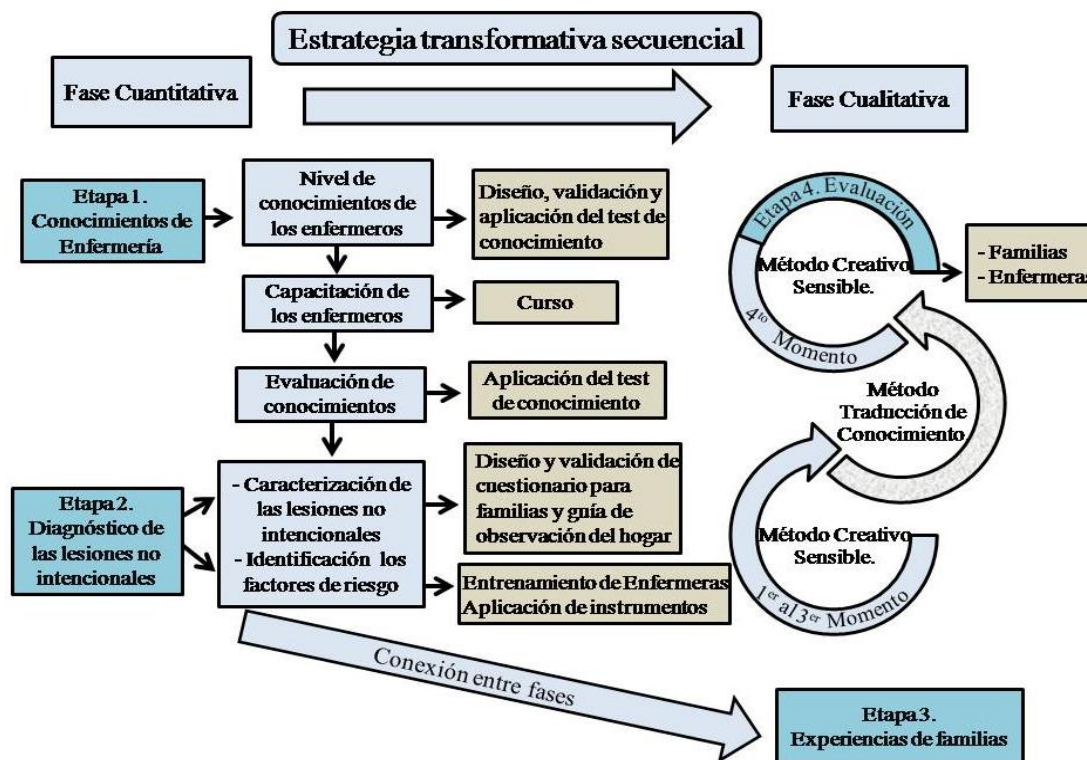 Estrategia transformativa secuencial
Fase Cuantitativa
Fase Cualitativa
Etapa 1.
Conocimientos de
Enfermería
Nivel de
conocimientos de
los enfermeros
Diseño, validación y
aplicación del test de
conocimiento
Capacitación de
los enfermeros
Curso
Evaluación de
conocimientos
Aplicación del test
de conocimiento
Etapa 2.
Diagnóstico de
las lesiones no
intencionales
- Caracterización de
las lesiones no
intencionales
- Identificación los
factores de riesgo
Diseño y validación de
cuestionario para
familias y guía de
observación del hogar
Entrenamiento de Enfermeras
Aplicación de instrumentos
Conexión entre fases
Etapa 4. Evaluación
Método Creativo
Sensible.
4to Momento
- Familias
- Enfermeras
Método
Traducción de
Conocimiento
Método Creativo
Sensible.
1er al 3er Momento
Etapa 3.
Experiencias de familias